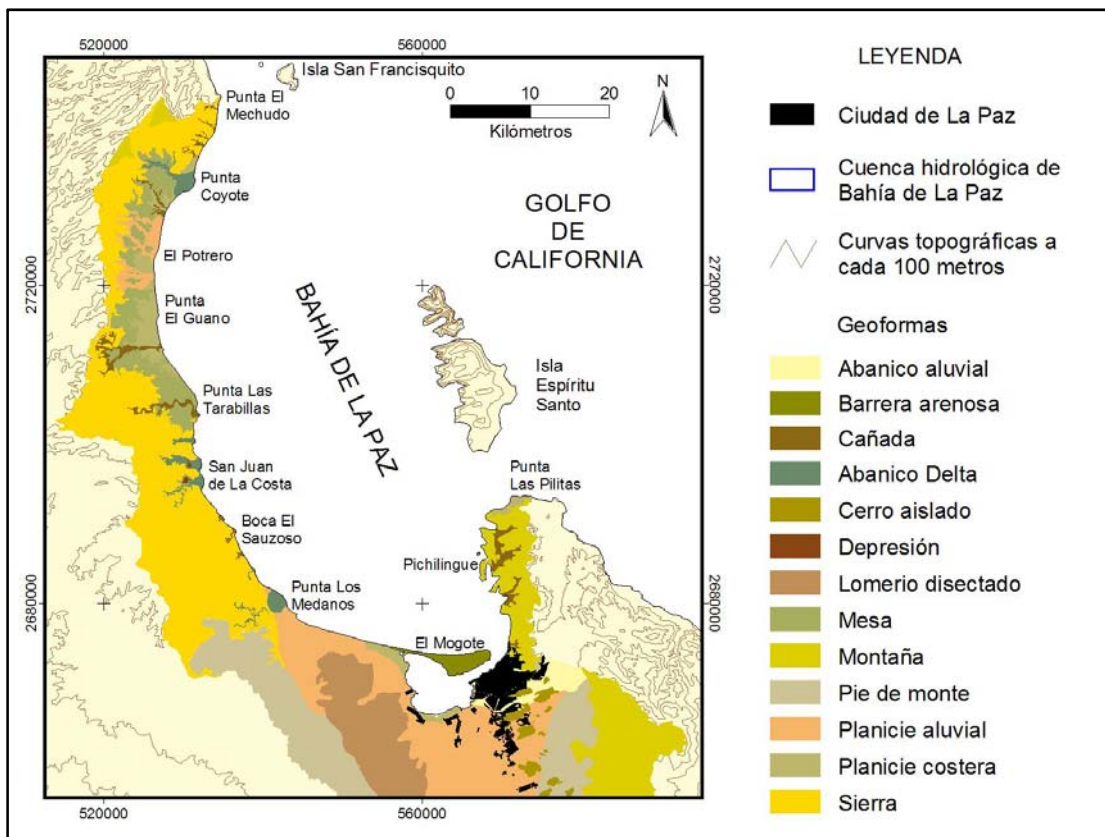 520000
560000
Isla San Francisquito
Punta El
Mechudo
0 10 20
Kilómetros
N
Punta
Coyote
GOLFO
DE
CALIFORNIA
El Potrero
2720000
2720000
Punta
El Guano
BAHÍA DE LA PAZ
Isla
Espíritu
Santo
Punta Las
Tarabillas
San Juan
de La Costa
Punta
Las Pilitas
Boca El
Sauzoso
Pichilingue
Punta Los
Medanos
2680000
2680000
El Mogote
520000
560000
LEYENDA
Ciudad de La Paz
Cuenca hidrológica de
Bahía de La Paz
Curvas topográficas a
cada 100 metros
Geoformas
Abanico aluvial
Barrera arenosa
Cañada
Abanico Delta
Cerro aislado
Depresión
Lomerio disectado
Mesa
Montaña
Pie de monte
Planicie aluvial
Planicie costera
Sierra